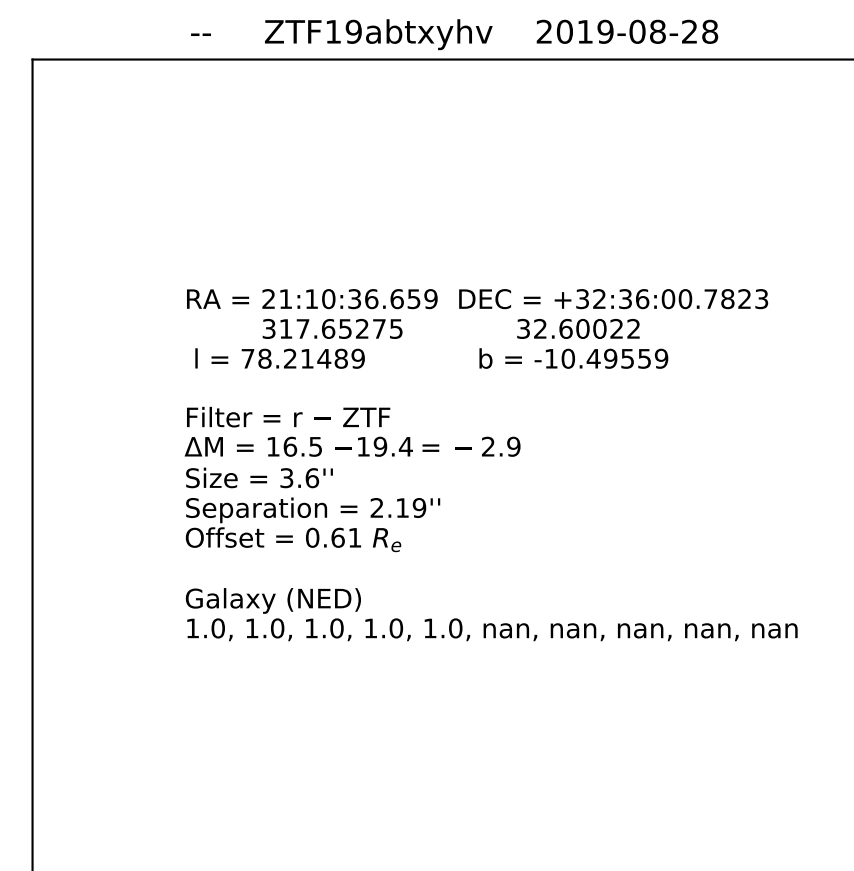 -- ZTF19abtxyhv 2019-08-28
RA = 21:10:36.659 DEC = +32:36:00.7823
317.65275 32.60022
l = 78.21489 b = -10.49559
Filter = r − ZTF
ΔM = 16.5 −19.4 = − 2.9
Size = 3.6''
Separation = 2.19''
Offset = 0.61 Re
Galaxy (NED)
1.0, 1.0, 1.0, 1.0, 1.0, nan, nan, nan, nan, nan